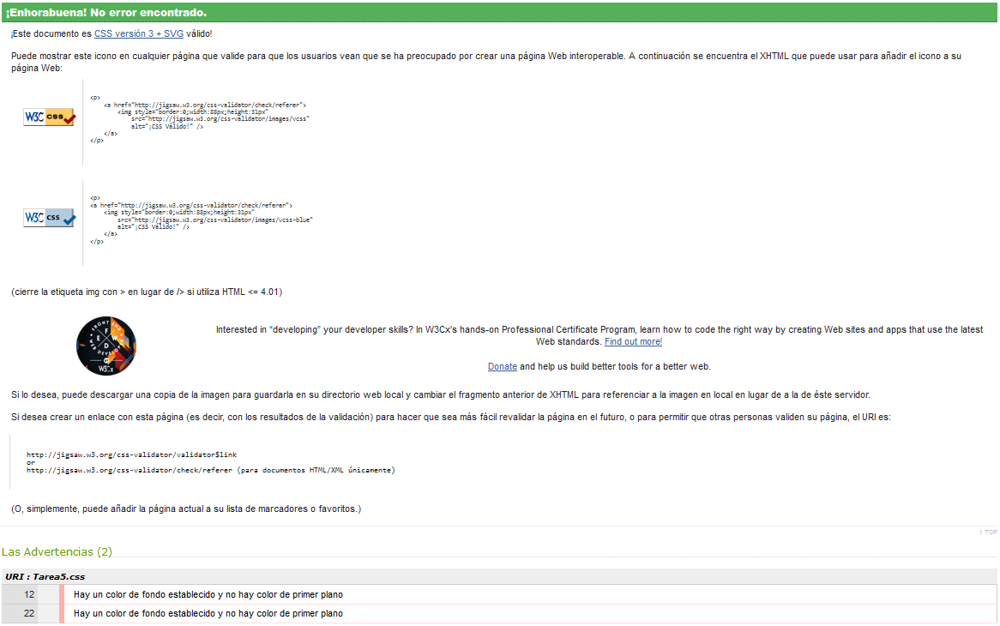 ¡Enhorabuena! No error encontrado.
¡Este documento es CSS versión 3 + SVG válido!
Puede mostrar este icono en cualquier página que valide para que los usuarios vean que se ha preocupado por crear una página Web interoperable. A continuación se encuentra el XHTML que puede usar para añadir el icono a su
página Web:
W3C css
<p>
<a href="http://jigsaw.w3.org/css-validator/check/referer">
<img style="border:0;width:88px;height:31px"
src="http://jigsaw.w3.org/css-validator/images/vcss"
alt="¡CSS Válido!" />
</a>
</p>
W3C css
<p>
<a href="http://jigsaw.w3.org/css-validator/check/referer">
<img style="border:0;width:88px;height:31px"
src="http://jigsaw.w3.org/css-validator/images/vcss-blue"
alt="¡CSS Válido!" />
</a>
</p>
(cierre la etiqueta img con > en lugar de /> si utiliza HTML <= 4.01)
FRONT END
WEB DEVELOPER
F E W D
W3Cx
Interested in “developing” your developer skills? In W3Cx's hands-on Professional Certificate Program, learn how to code the right way by creating Web sites and apps that use the latest
Web standards. Find out more!
Donate and help us build better tools for a better web.
Si lo desea, puede descargar una copia de la imagen para guardarla en su directorio web local y cambiar el fragmento anterior de XHTML para referenciar a la imagen en local en lugar de a la de éste servidor.
Si desea crear un enlace con esta página (es decir, con los resultados de la validación) para hacer que sea más fácil revalidar la página en el futuro, o para permitir que otras personas validen su página, el URI es:
http://jigsaw.w3.org/css-validator/validator$link
or
http://jigsaw.w3.org/css-validator/check/referer (para documentos HTML/XML únicamente)
(O, simplemente, puede añadir la página actual a su lista de marcadores o favoritos.)
↑ TOP
Las Advertencias (2)
URI : Tarea5.css
12 Hay un color de fondo establecido y no hay color de primer plano
22 Hay un color de fondo establecido y no hay color de primer plano